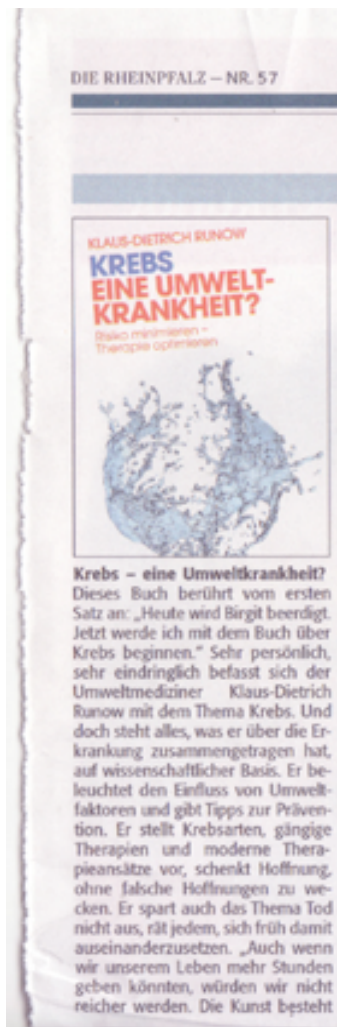 DIE RHEINPFALZ — NR. 57
KLAUS-DIETRICH RUNOW
KREBS
EINE UMWELT-
KRANKHEIT?
Risiko minimieren –
Therapie optimieren
Krebs – eine Umweltkrankheit?
Dieses Buch berührt vom ersten
Satz an: „Heute wird Birgit beerdigt.
Jetzt werde ich mit dem Buch über
Krebs beginnen.“ Sehr persönlich,
sehr eindringlich befasst sich der
Umweltmediziner Klaus-Dietrich
Runow mit dem Thema Krebs. Und
doch steht alles, was er über die Er-
krankung zusammengetragen hat,
auf wissenschaftlicher Basis. Er be-
leuchtet den Einfluss von Umwelt-
faktoren und gibt Tipps zur Präven-
tion. Er stellt Krebsarten, gängige
Therapien und moderne Thera-
pieansätze vor, schenkt Hoffnung,
ohne falsche Hoffnungen zu we-
cken. Er spart auch das Thema Tod
nicht aus, rät jedem, sich früh damit
auseinanderzusetzen. „Auch wenn
wir unserem Leben mehr Stunden
geben könnten, würden wir nicht
reicher werden. Die Kunst besteht